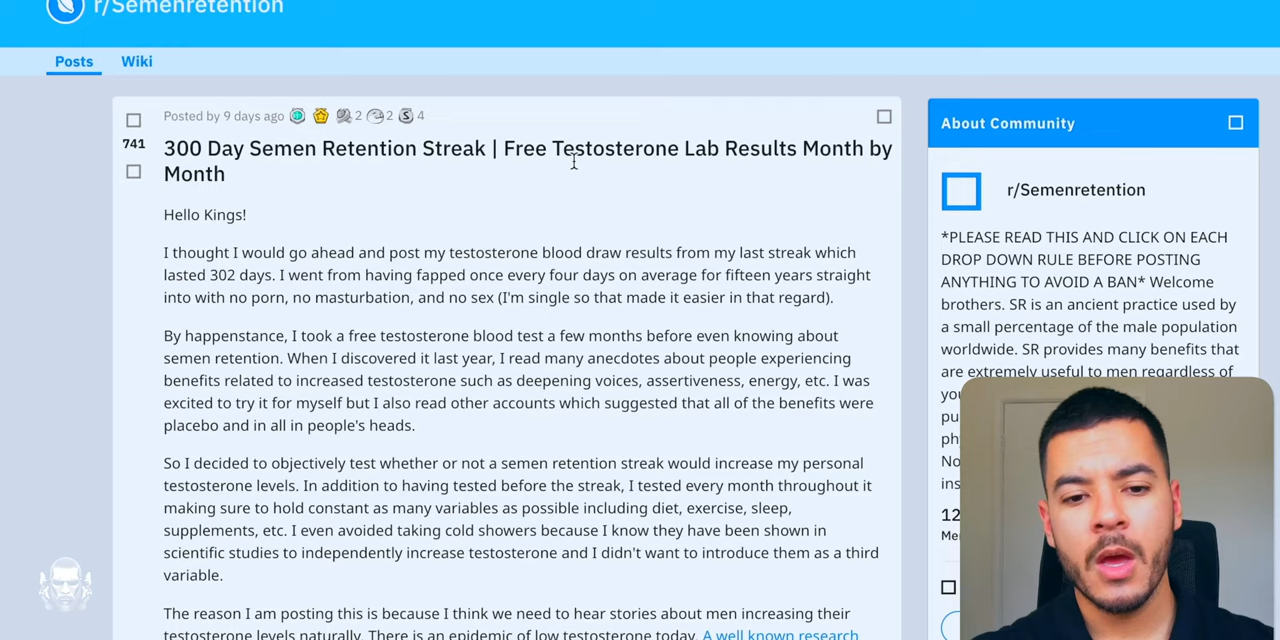 r/Semenretention
Posts Wiki
Posted by 9 days ago 2 2 4
741
300 Day Semen Retention Streak | Free Testosterone Lab Results Month by
Month
Hello Kings!
I thought I would go ahead and post my testosterone blood draw results from my last streak which
lasted 302 days. I went from having fapped once every four days on average for fifteen years straight
into with no porn, no masturbation, and no sex (I'm single so that made it easier in that regard).
By happenstance, I took a free testosterone blood test a few months before even knowing about
semen retention. When I discovered it last year, I read many anecdotes about people experiencing
benefits related to increased testosterone such as deepening voices, assertiveness, energy, etc. I was
excited to try it for myself but I also read other accounts which suggested that all of the benefits were
placebo and in all in people's heads.
So I decided to objectively test whether or not a semen retention streak would increase my personal
testosterone levels. In addition to having tested before the streak, I tested every month throughout it
making sure to hold constant as many variables as possible including diet, exercise, sleep,
supplements, etc. I even avoided taking cold showers because I know they have been shown in
scientific studies to independently increase testosterone and I didn't want to introduce them as a third
variable.
The reason I am posting this is because I think we need to hear stories about men increasing their
testosterone levels naturally. There is an epidemic of low testosterone today. A well known research
About Community
r/Semenretention
*PLEASE READ THIS AND CLICK ON EACH
DROP DOWN RULE BEFORE POSTING
ANYTHING TO AVOID A BAN* Welcome
brothers. SR is an ancient practice used by
a small percentage of the male population
worldwide. SR provides many benefits that
are extremely useful to men regardless of